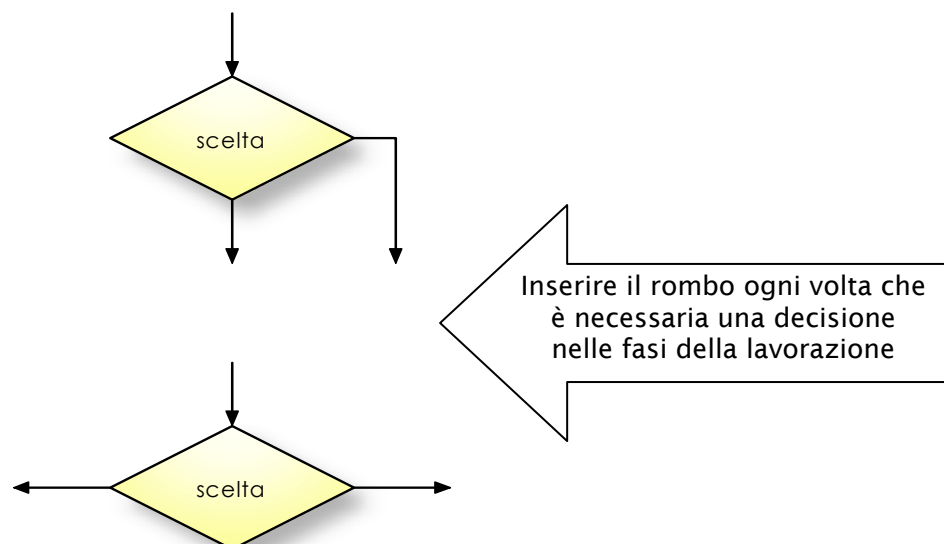 scelta
Inserire il rombo ogni volta che
è necessaria una decisione
nelle fasi della lavorazione
scelta